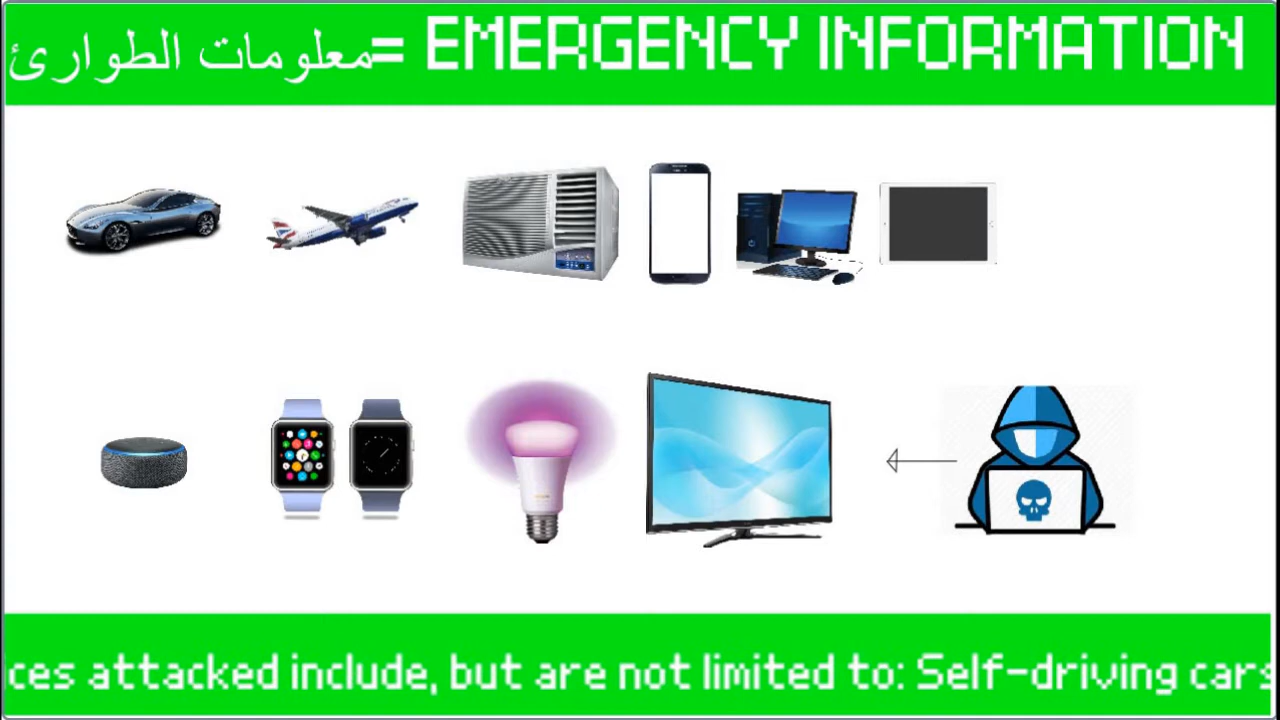 معلومات الطوارئ= EMERGENCY INFORMATION
ces attacked include, but are not limited to: Self-driving cars